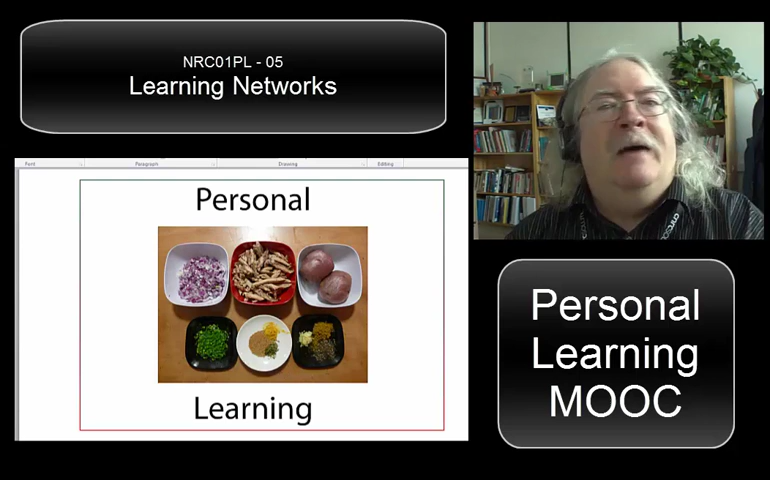 NRC01PL - 05
Learning Networks
Font
Paragraph
Drawing
Editing
Personal
Learning
Personal
Learning
MOOC